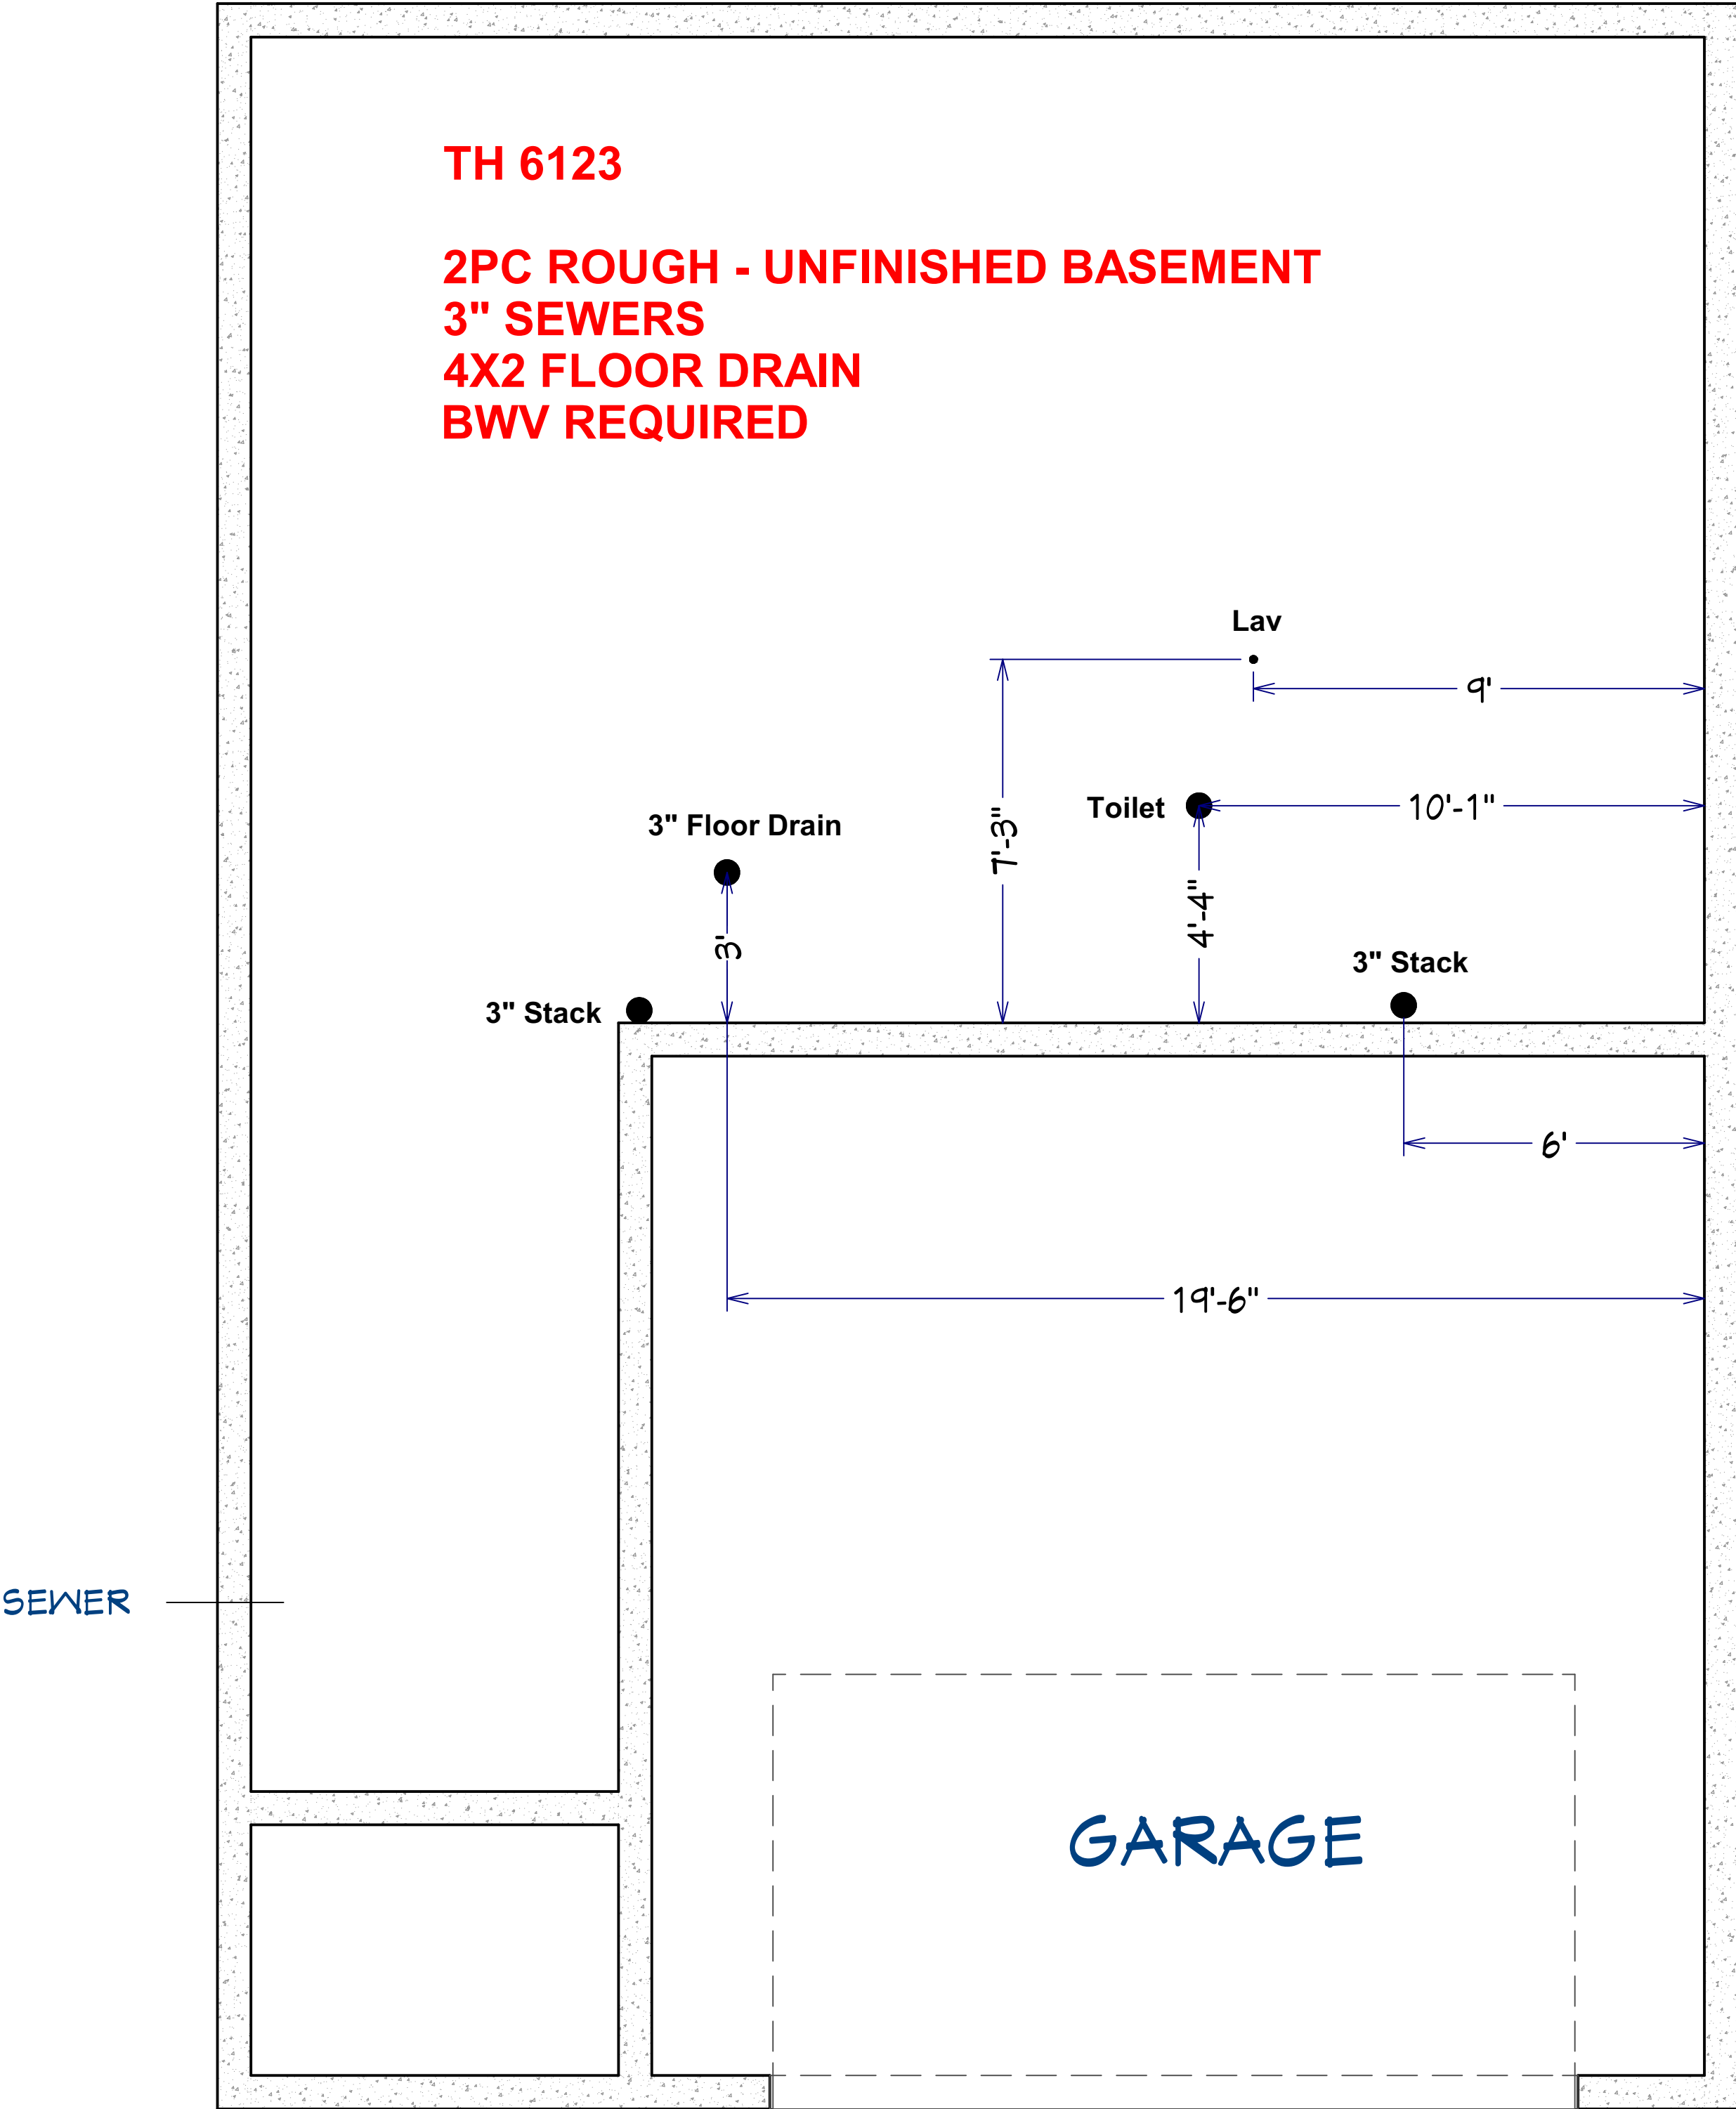 TH 6123
2PC ROUGH - UNFINISHED BASEMENT
3" SEWERS
4X2 FLOOR DRAIN
BWV REQUIRED
Lav
9'
7'-3"
Toilet
10'-1"
3" Floor Drain
4'-4"
3'
3" Stack
3" Stack
6'
19'-6"
SEWER
GARAGE